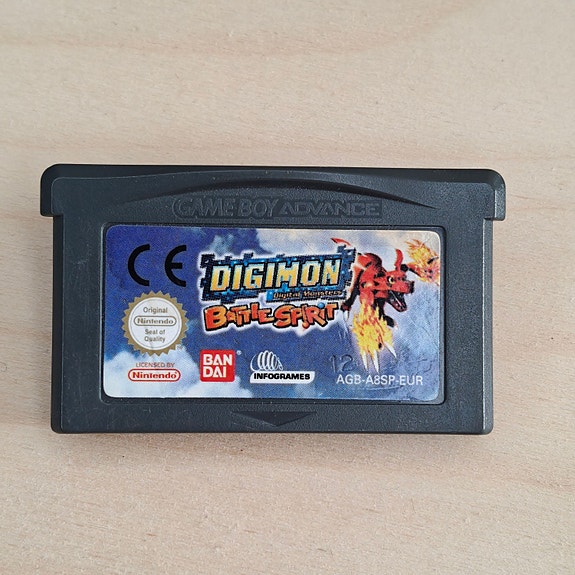 GAME BOY ADVANCE
CE
DIGIMON
Digital Monsters
BATTLE SPIRIT
Original
Nintendo
Seal of
Quality
LICENSED BY
Nintendo
BAN
DAI
INFOGRAMES
12
AGB-A8SP-EUR